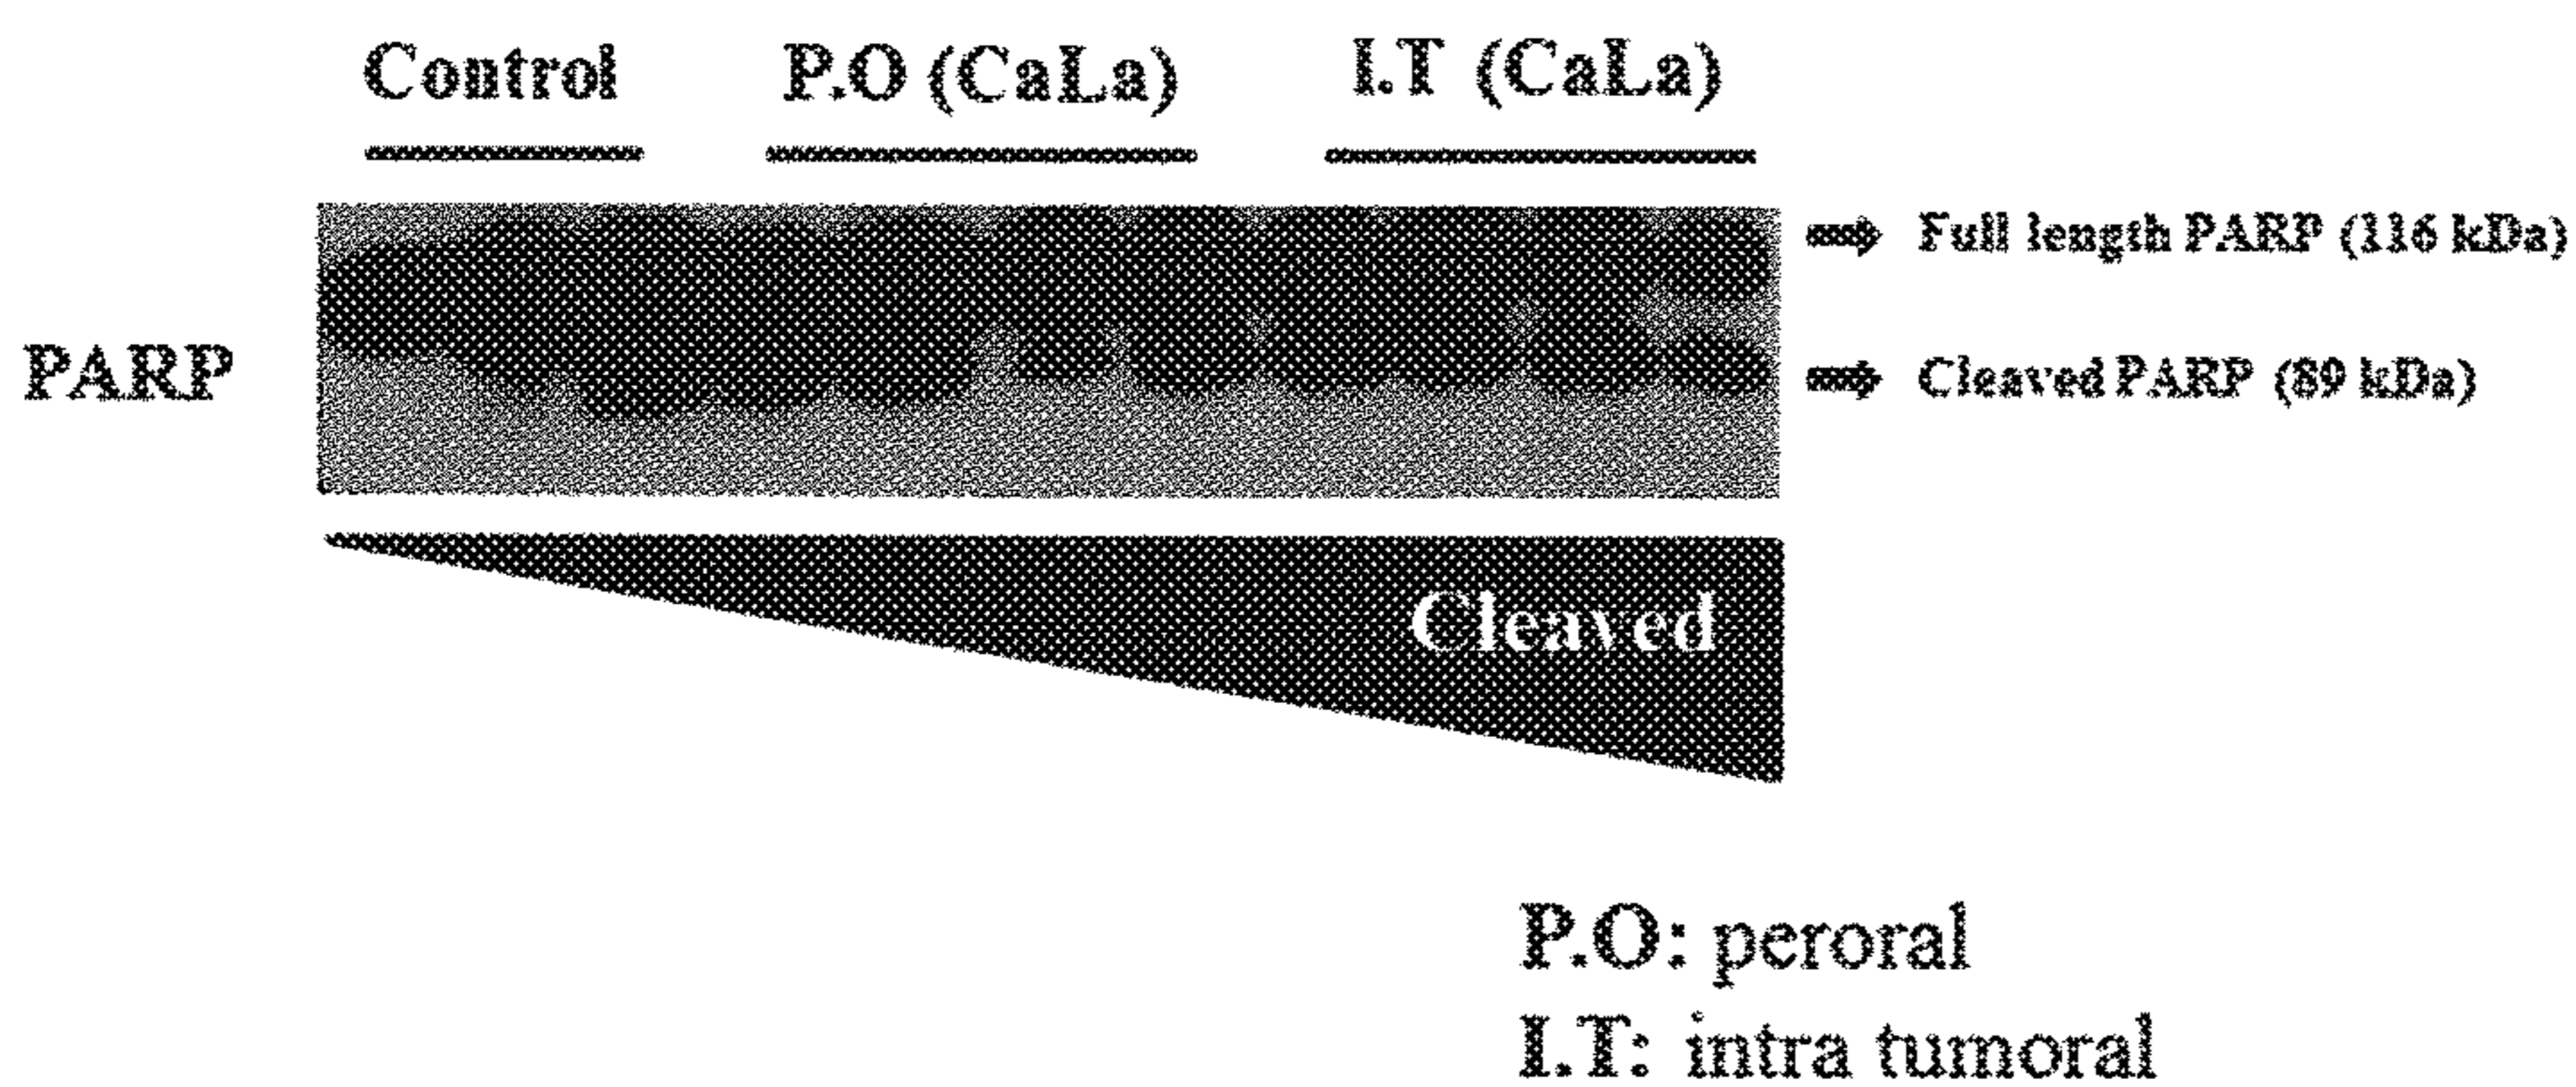 Control P.O (CaLa) I.T (CaLa)
Full length PARP (116 kDa)
PARP
Cleaved PARP (89 kDa)
Cleaved
P.O: peroral
I.T: intra tumoral